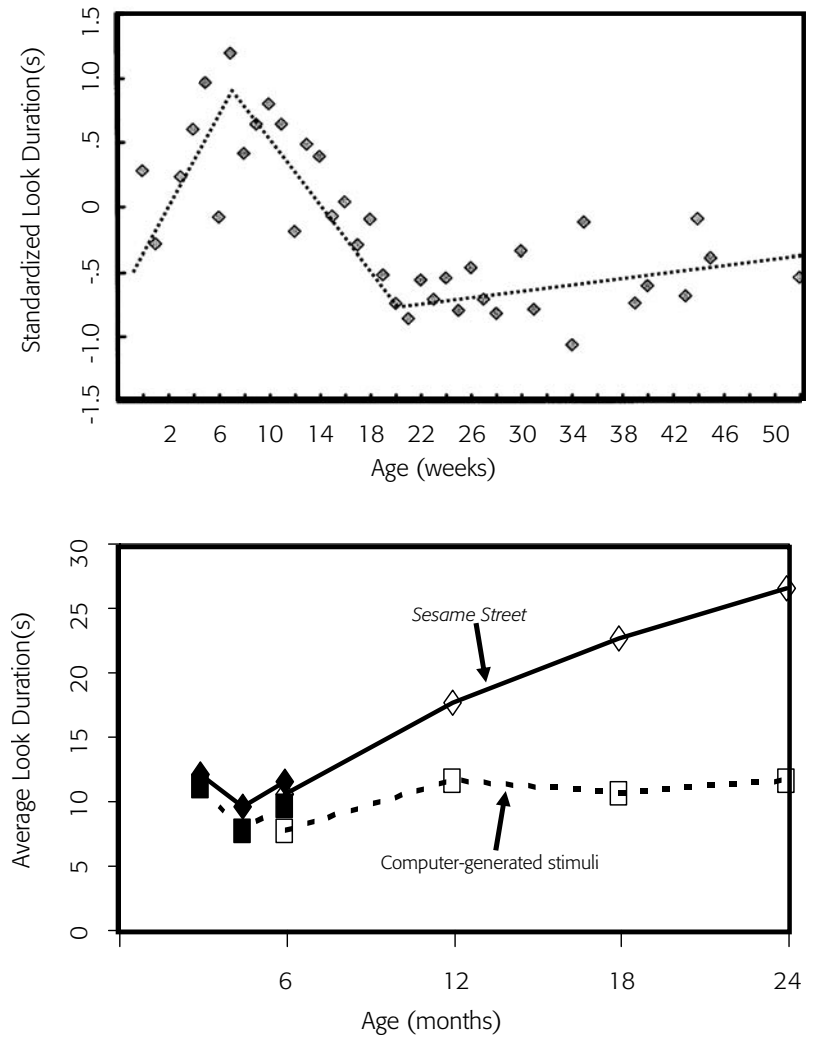 Standardized Look Duration(s)
1.5
1.0
.5
0
-.5
-1.0
-1.5
2 6 10 14 18 22 26 30 34 38 42 46 50
Age (weeks)
Average Look Duration(s)
30
25
20
15
10
5
0
Sesame Street
Computer-generated stimuli
6 12 18 24
Age (months)